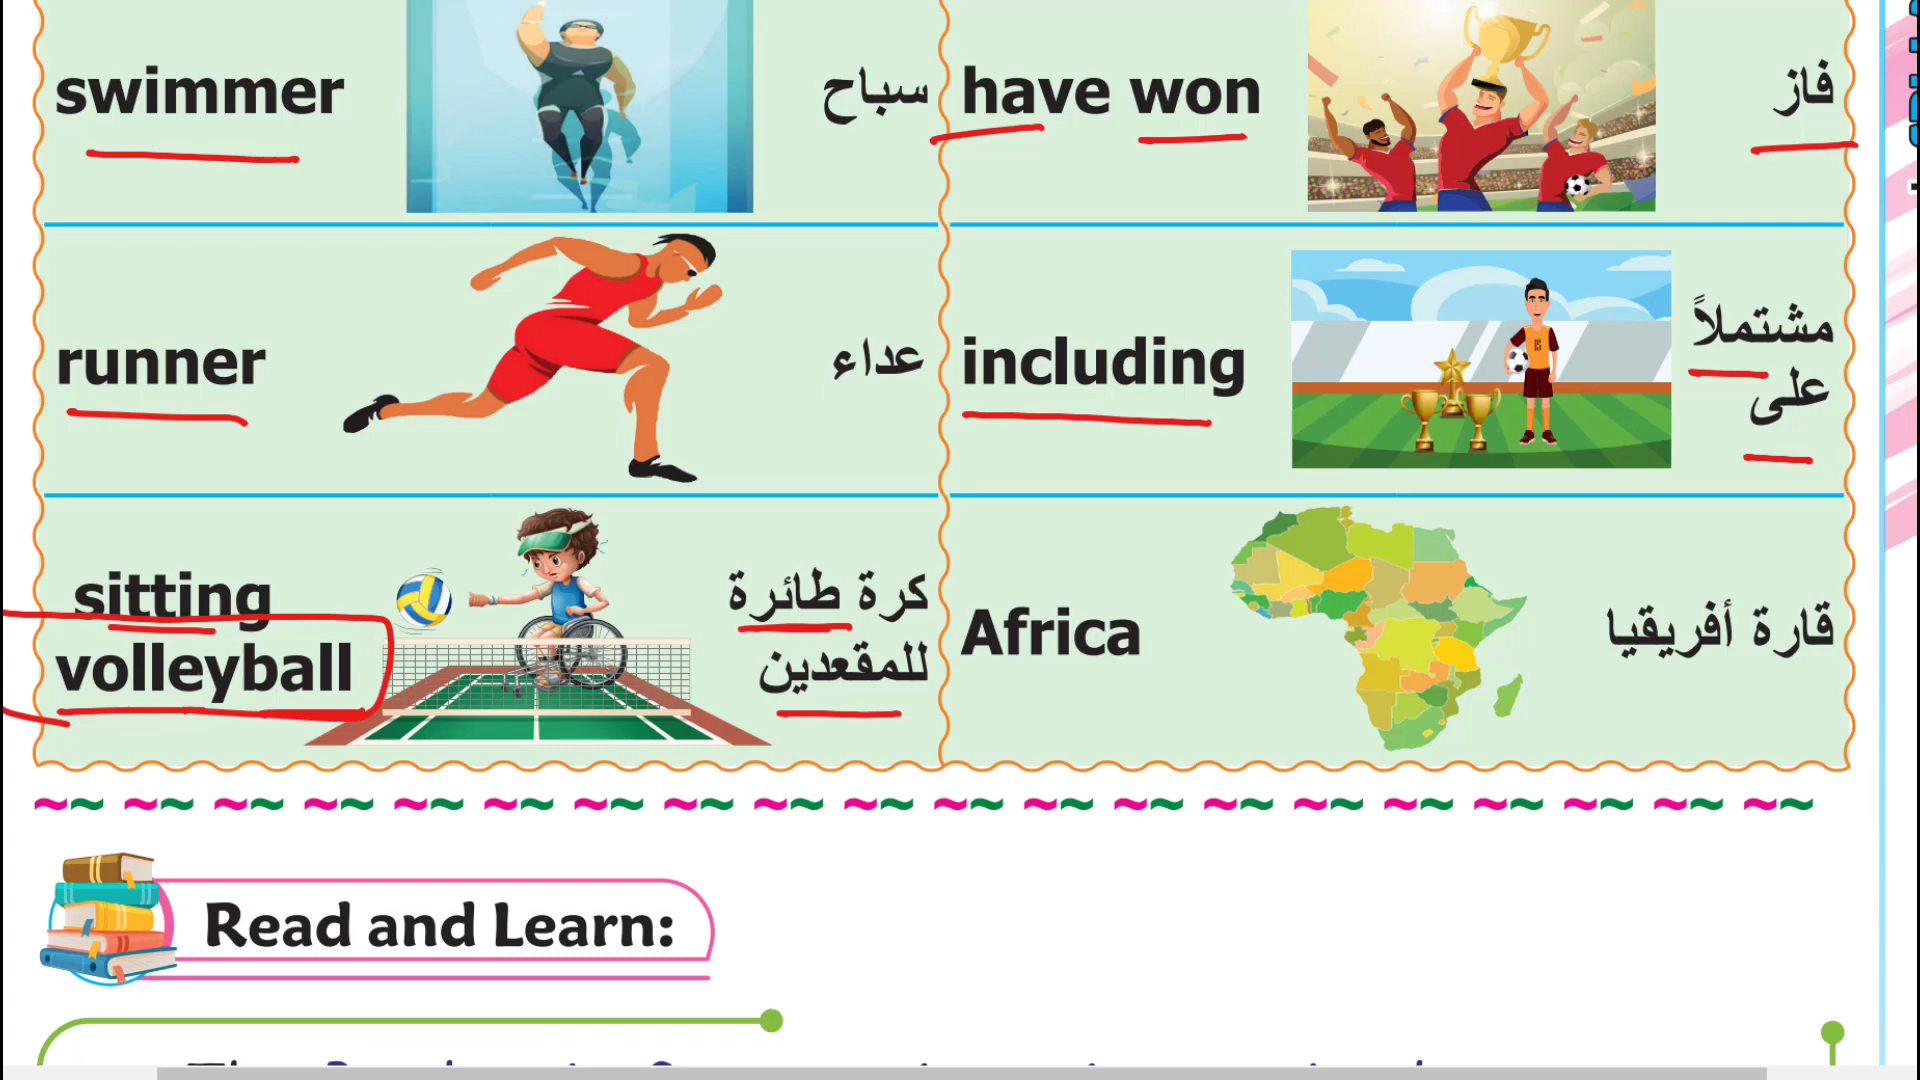 swimmer سباح have won فاز
runner عداء including مشتملاً
على
sitting كرة طائرة
volleyball للمقعدين
Africa قارة أفريقيا
Read and Learn: